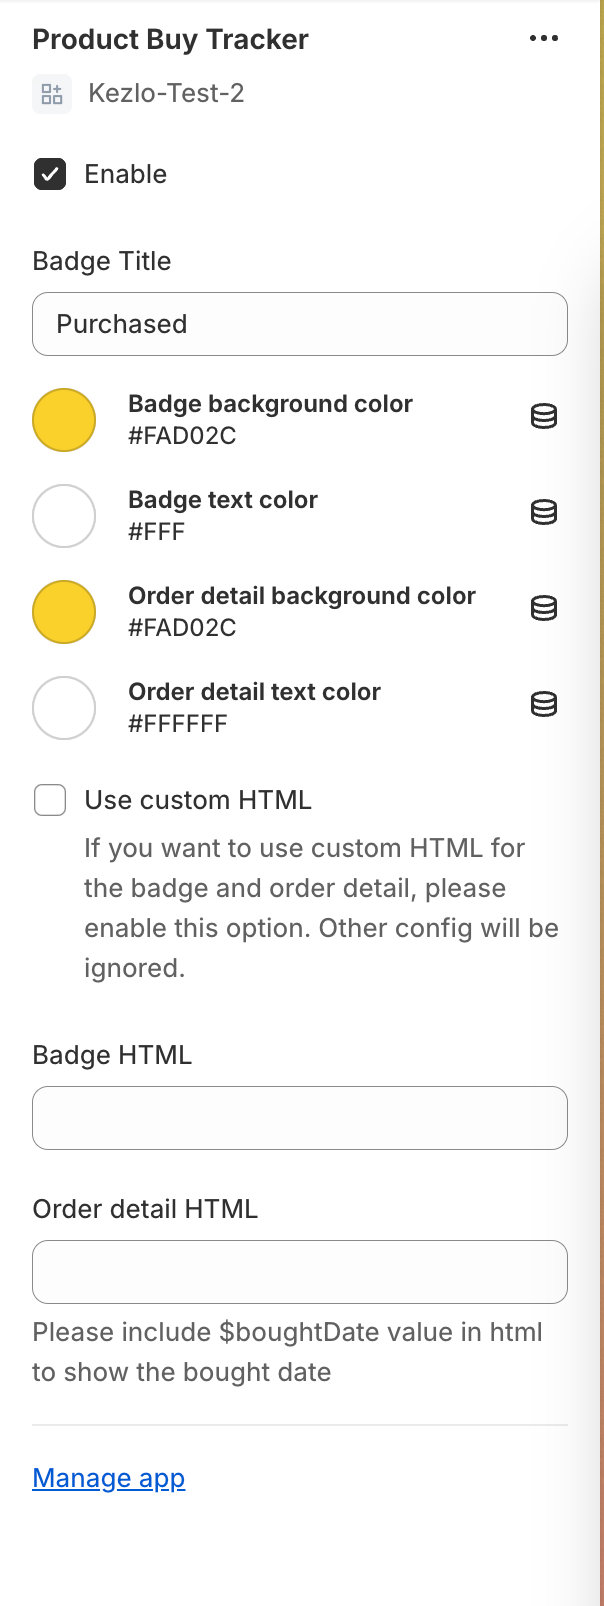 Product Buy Tracker
Kezlo-Test-2
Enable
Badge Title
Purchased
Badge background color
#FAD02C
Badge text color
#FFF
Order detail background color
#FAD02C
Order detail text color
#FFFFFF
Use custom HTML
If you want to use custom HTML for
the badge and order detail, please
enable this option. Other config will be
ignored.
Badge HTML
Order detail HTML
Please include $boughtDate value in html
to show the bought date
Manage app